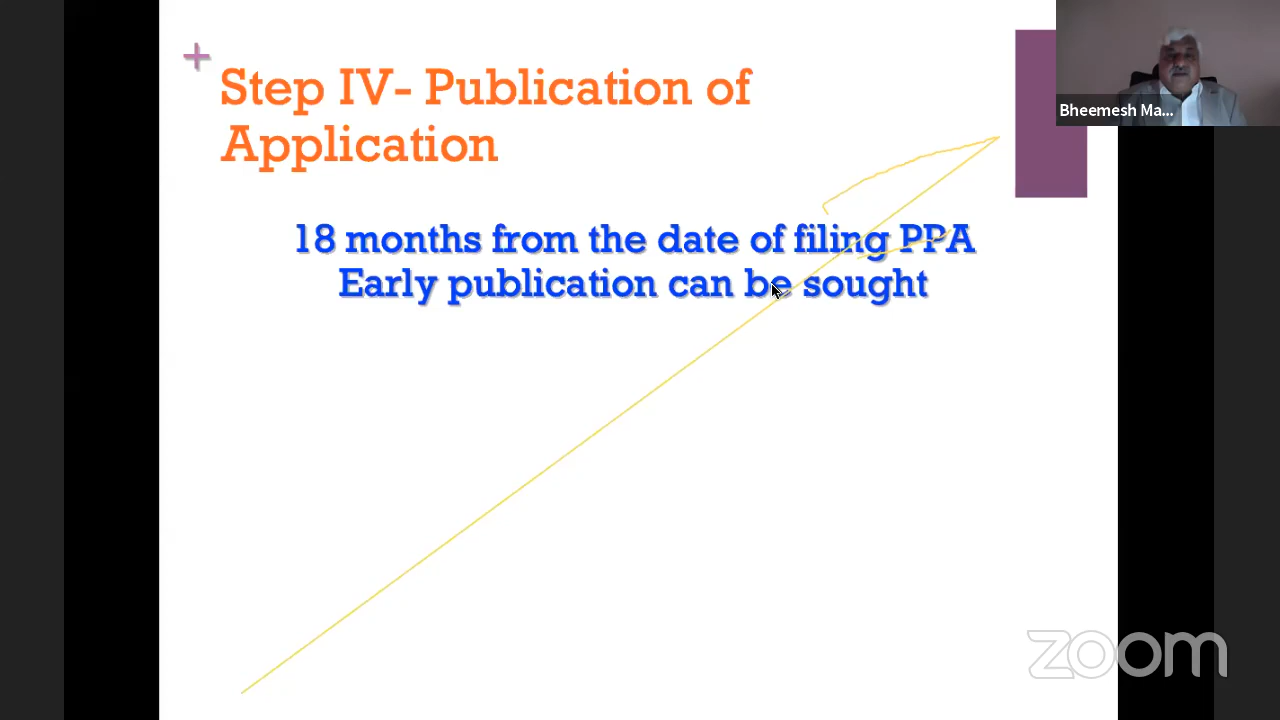 +
Step IV- Publication of
Application
18 months from the date of filing PPA
Early publication can be sought
Bheemesh Ma...
zoom